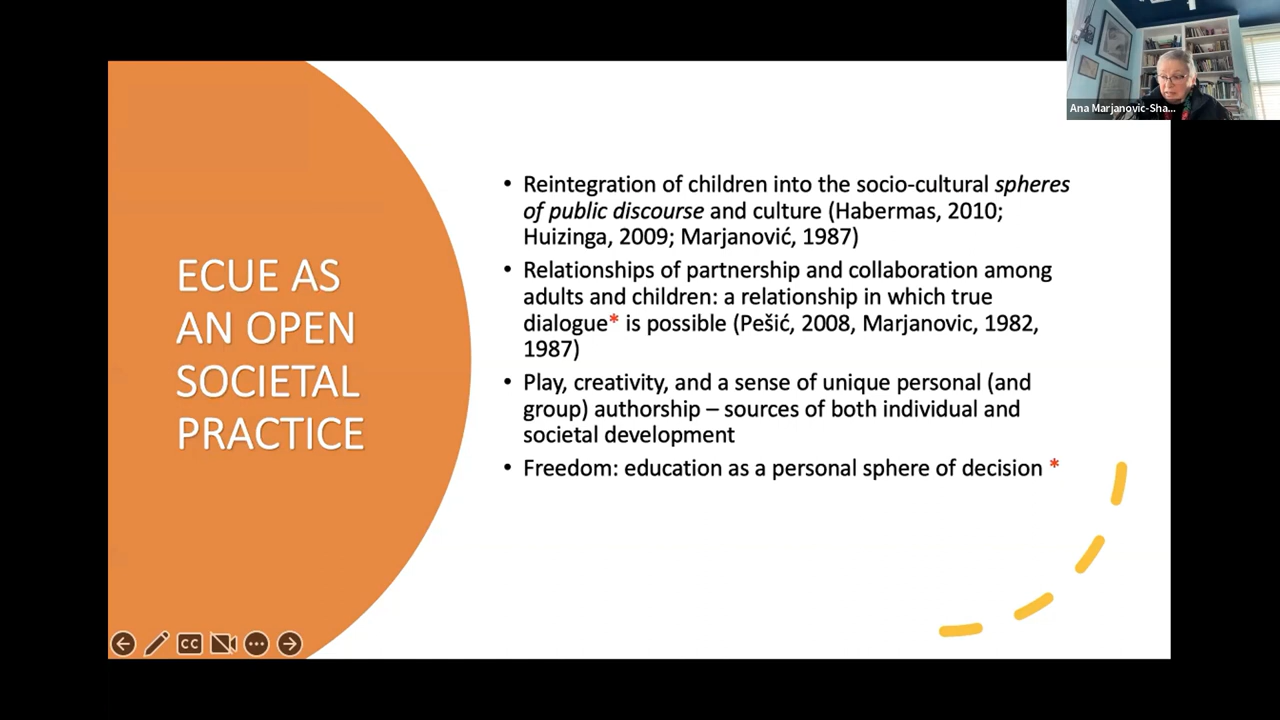 Ana Marjanovic-Sha...
ECUE AS
AN OPEN
SOCIETAL
PRACTICE
• Reintegration of children into the socio-cultural spheres
of public discourse and culture (Habermas, 2010;
Huizinga, 2009; Marjanović, 1987)
• Relationships of partnership and collaboration among
adults and children: a relationship in which true
dialogue* is possible (Pešić, 2008, Marjanovic, 1982,
1987)
• Play, creativity, and a sense of unique personal (and
group) authorship – sources of both individual and
societal development
• Freedom: education as a personal sphere of decision *
CC